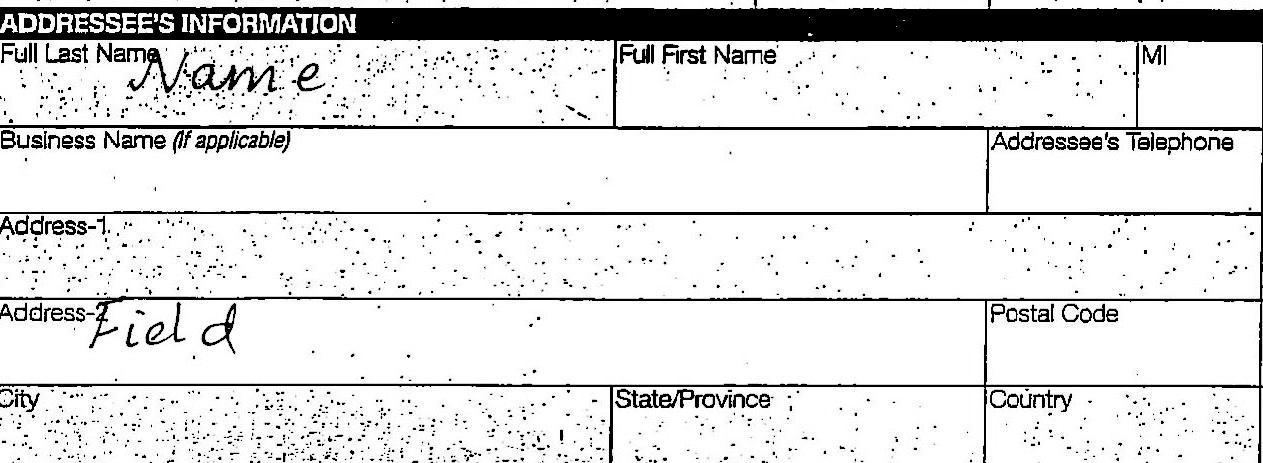 ADDRESSEE'S INFORMATION
Full Last Name Full First Name MI
Name
Business Name (If applicable) Addressee's Telephone
Address-1
Address-2 Postal Code
Field
City State/Province Country